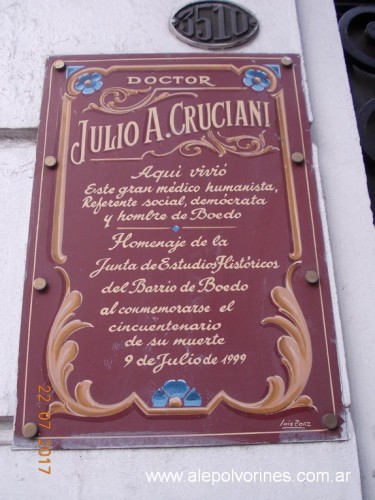 3510
DOCTOR
JULIO A. CRUCIANI
Aqui vivió
Este gran médico humanista,
Referente social, demócrata
y hombre de Boedo
Homenaje de la
Junta de Estudios Históricos
del Barrio de Boedo
al conmemorarse el
cincuentenario
de su muerte
9 de Julio de 1999
22.07.2017
www.alepolvorines.com.ar